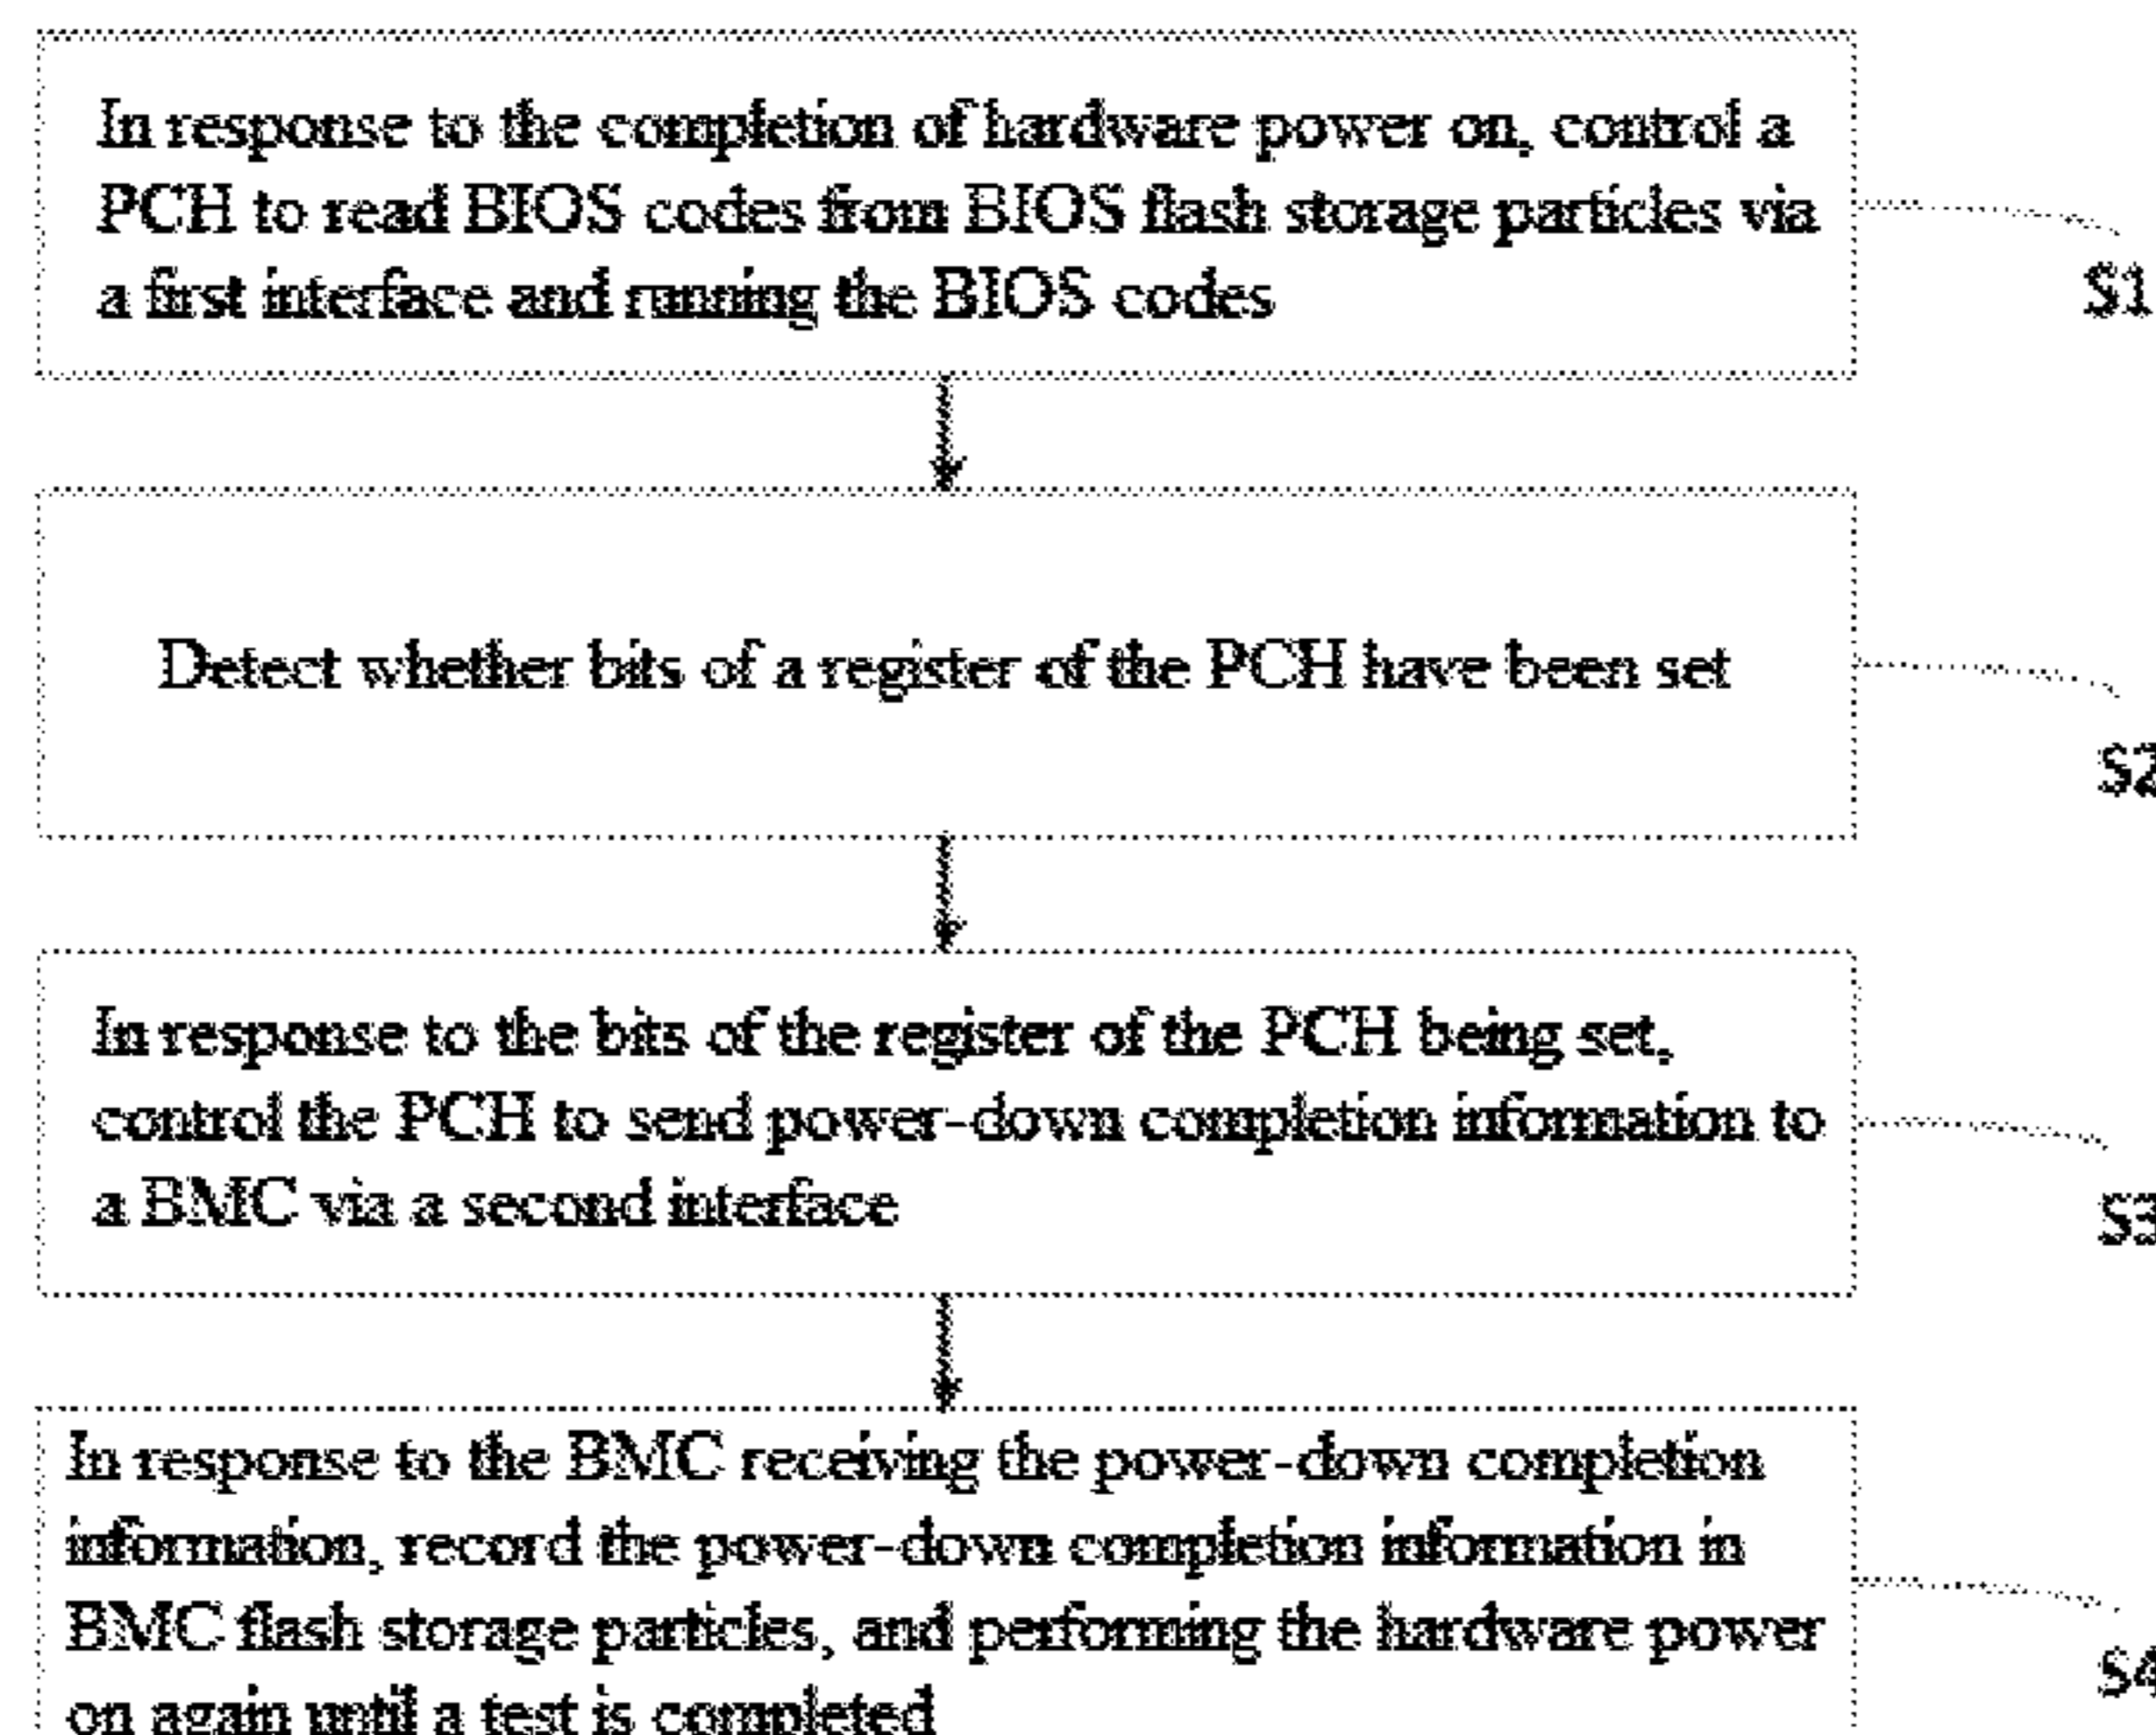 In response to the completion of hardware power on, control a
PCH to read BIOS codes from BIOS flash storage particles via
a first interface and running the BIOS codes
S1
Detect whether bits of a register of the PCH have been set
S2
In response to the bits of the register of the PCH being set,
control the PCH to send power-down completion information to
a BMC via a second interface
S3
In response to the BMC receiving the power-down completion
information, record the power-down completion information in
BMC flash storage particles, and performing the hardware power
on again until a test is completed
S4